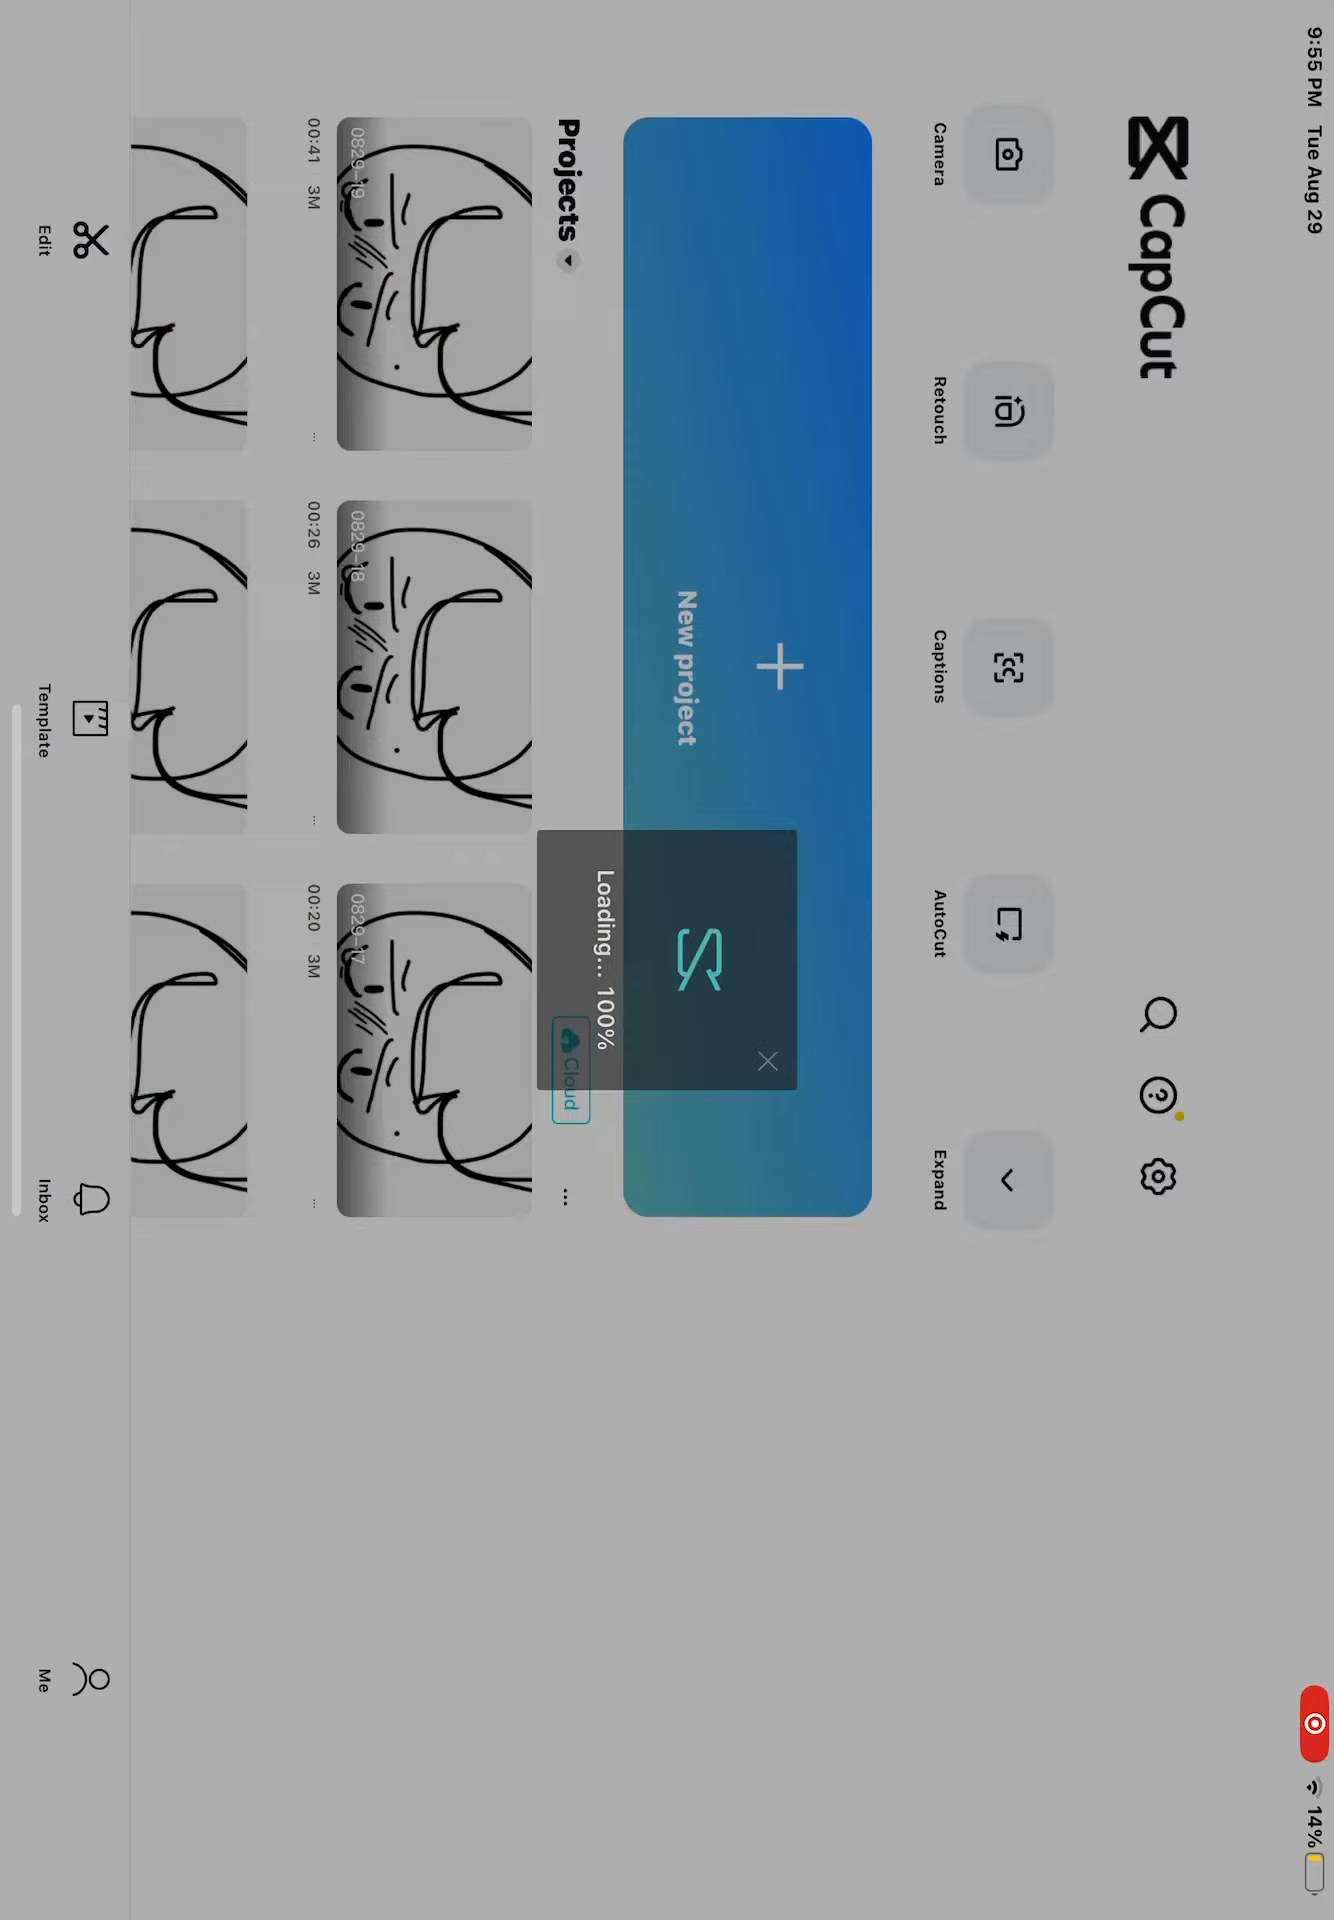 9:55 PM Tue Aug 29
14%
CapCut
Camera
Retouch
Captions
AutoCut
Expand
New project
Loading... 100%
Projects
Cloud
...
0829-19
0829-18
0829-17
00:41 3M
...
00:26 3M
...
00:20 3M
...
Edit
Template
Inbox
Me